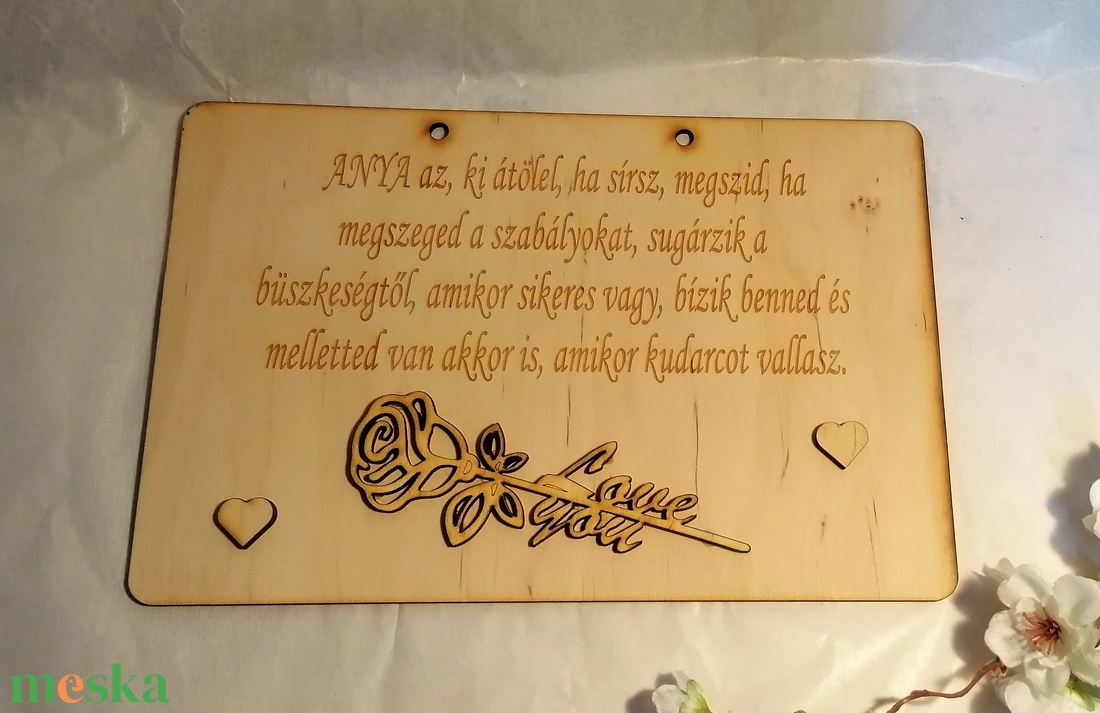 ANYA az, ki átölel, ha sírsz, megszid, ha
megszeged a szabályokat, sugárzik a
büszkeségtől, amikor sikeres vagy, bízik benned és
melletted van akkor is, amikor kudarcot vallasz.
Love
you
meska